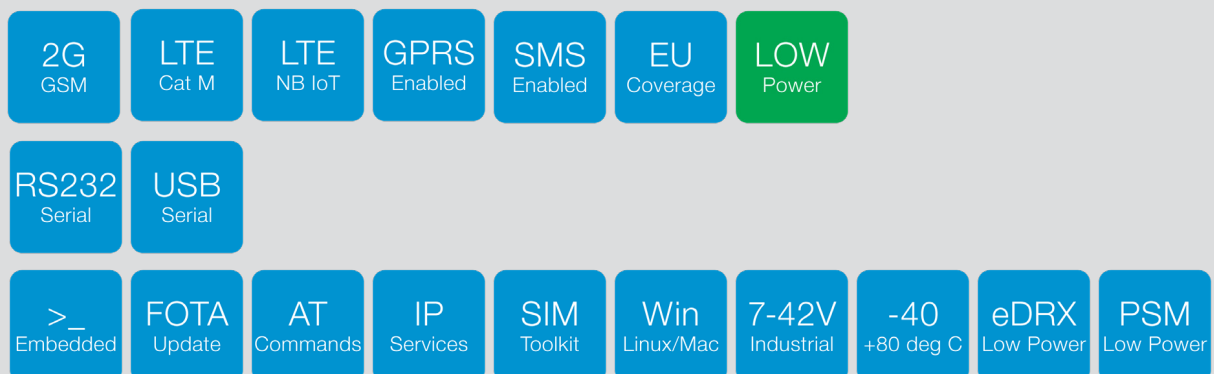 2G LTE LTE GPRS SMS EU LOW
GSM Cat M NB IoT Enabled Enabled Coverage Power
RS232 USB
Serial Serial
>_ FOTA AT IP SIM Win 7-42V -40 eDRX PSM
Embedded Update Commands Services Toolkit Linux/Mac Industrial +80 deg C Low Power Low Power